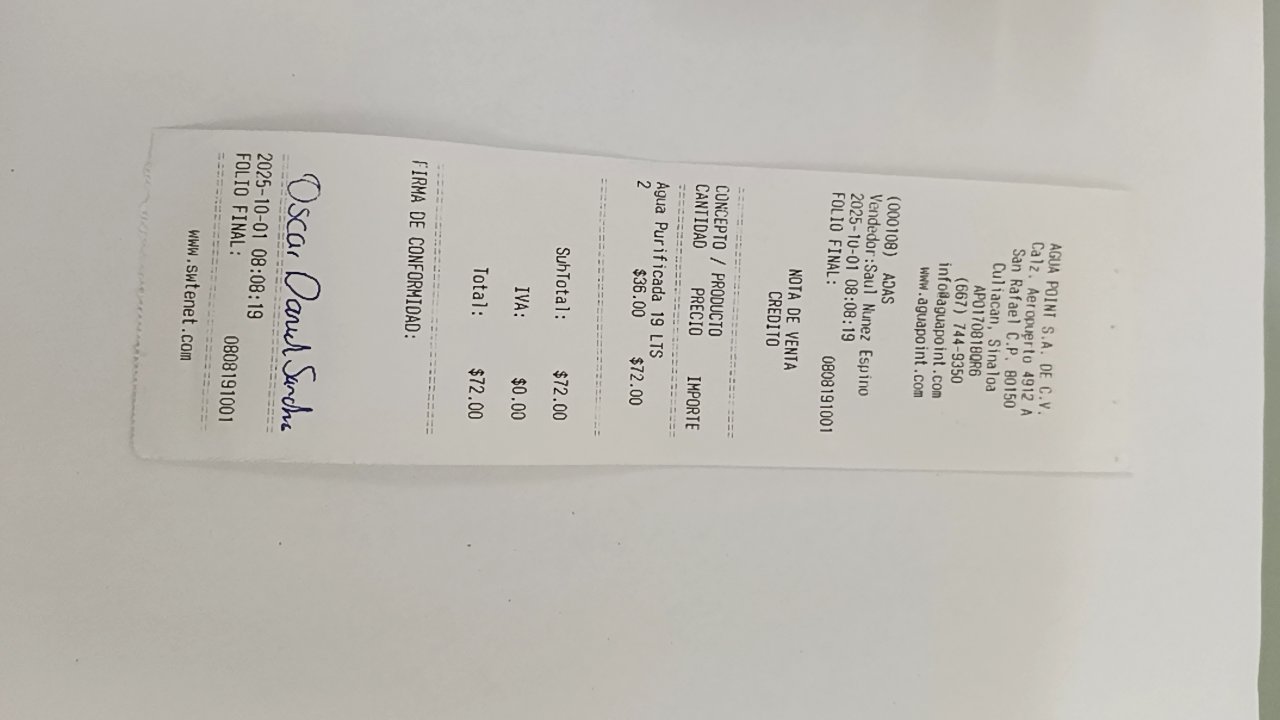 AGUA POINT S.A. DE C.V.
Calz. Aeropuerto 4912 A
San Rafael C.P. 80150
Culiacan, Sinaloa
APO170818QR6
(667) 744-9350
info@aguapoint.com
www.aguapoint.com
(000108) ADAS
Vendedor:Saul Nunez Espino
2025-10-01 08:08:19
FOLIO FINAL: 0808191001
NOTA DE VENTA
CREDITO
CONCEPTO / PRODUCTO
CANTIDAD PRECIO IMPORTE
Agua Purificada 19 LTS
2 $36.00 $72.00
SubTotal: $72.00
IVA: $0.00
Total: $72.00
FIRMA DE CONFORMIDAD:
Oscar Daniel Sanchez
2025-10-01 08:08:19
FOLIO FINAL: 0808191001
www.swtenet.com